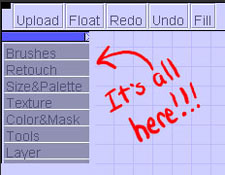 Upload Float Redo Undo Fill
Brushes
Retouch
Size&Palette
Texture
Color&Mask
Tools
Layer
It's all
here!!!